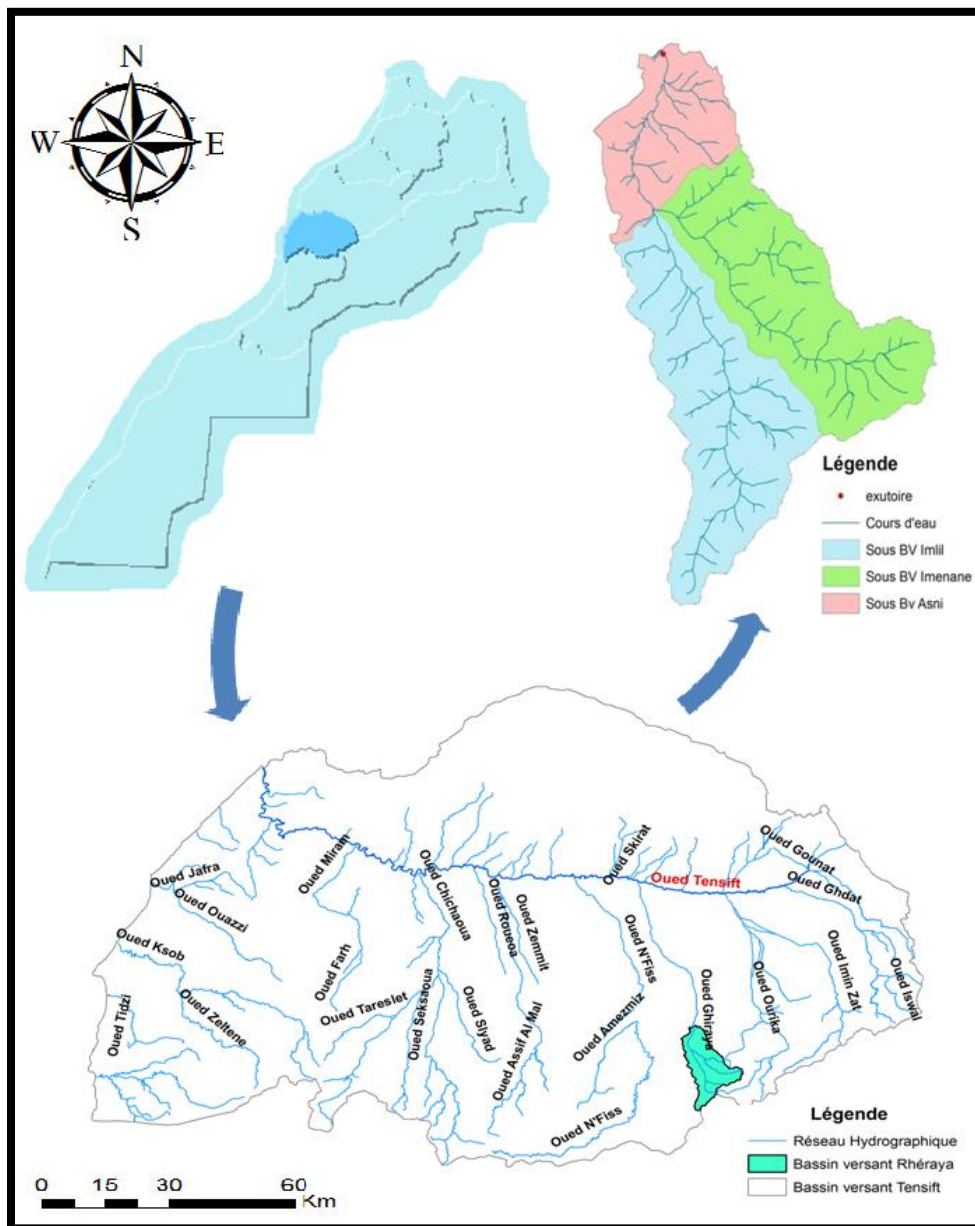 N
W
E
S
Légende
exutoire
Cours d'eau
Sous BV Imlil
Sous BV Imenane
Sous Bv Asni
Oued Jafra
Oued Ouazzi
Oued Ksob
Oued Tidzi
Oued Zeltene
Oued Miram
Oued Farh
Oued Tareslet
Oued Chichaoua
Oued Seksaoua
Oued Slyad
Oued Roueoa
Oued Zemmit
Oued Assif Al Mal
Oued Skirat
Oued Tensift
Oued N'Fiss
Oued Amezmiz
Oued N'Fiss
Oued Ghiraya
Oued Ourika
Oued Gounat
Oued Ghdat
Oued Imin Zat
Oued Iswal
Légende
Réseau Hydrographique
Bassin versant Rhéraya
Bassin versant Tensift
0 15 30 60
Km